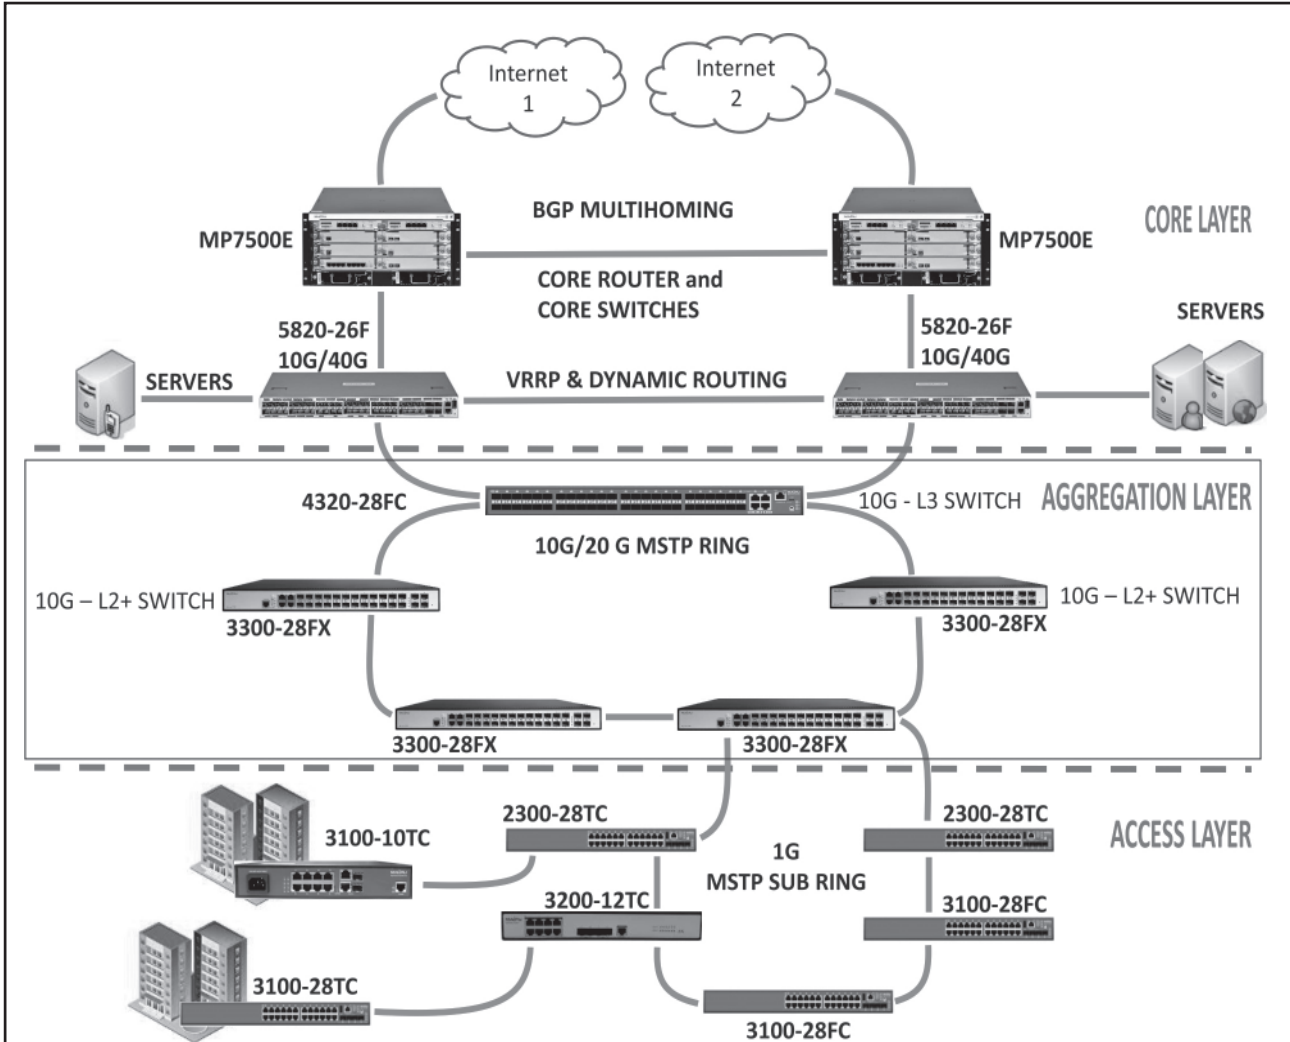 Internet
1
Internet
2
BGP MULTIHOMING
CORE LAYER
MP7500E
MP7500E
CORE ROUTER and
CORE SWITCHES
5820-26F
10G/40G
5820-26F
10G/40G
SERVERS
SERVERS
VRRP & DYNAMIC ROUTING
4320-28FC
10G - L3 SWITCH
AGGREGATION LAYER
10G/20 G MSTP RING
10G – L2+ SWITCH
3300-28FX
10G – L2+ SWITCH
3300-28FX
3300-28FX
3300-28FX
2300-28TC
2300-28TC
ACCESS LAYER
3100-10TC
1G
MSTP SUB RING
3200-12TC
3100-28FC
3100-28TC
3100-28FC